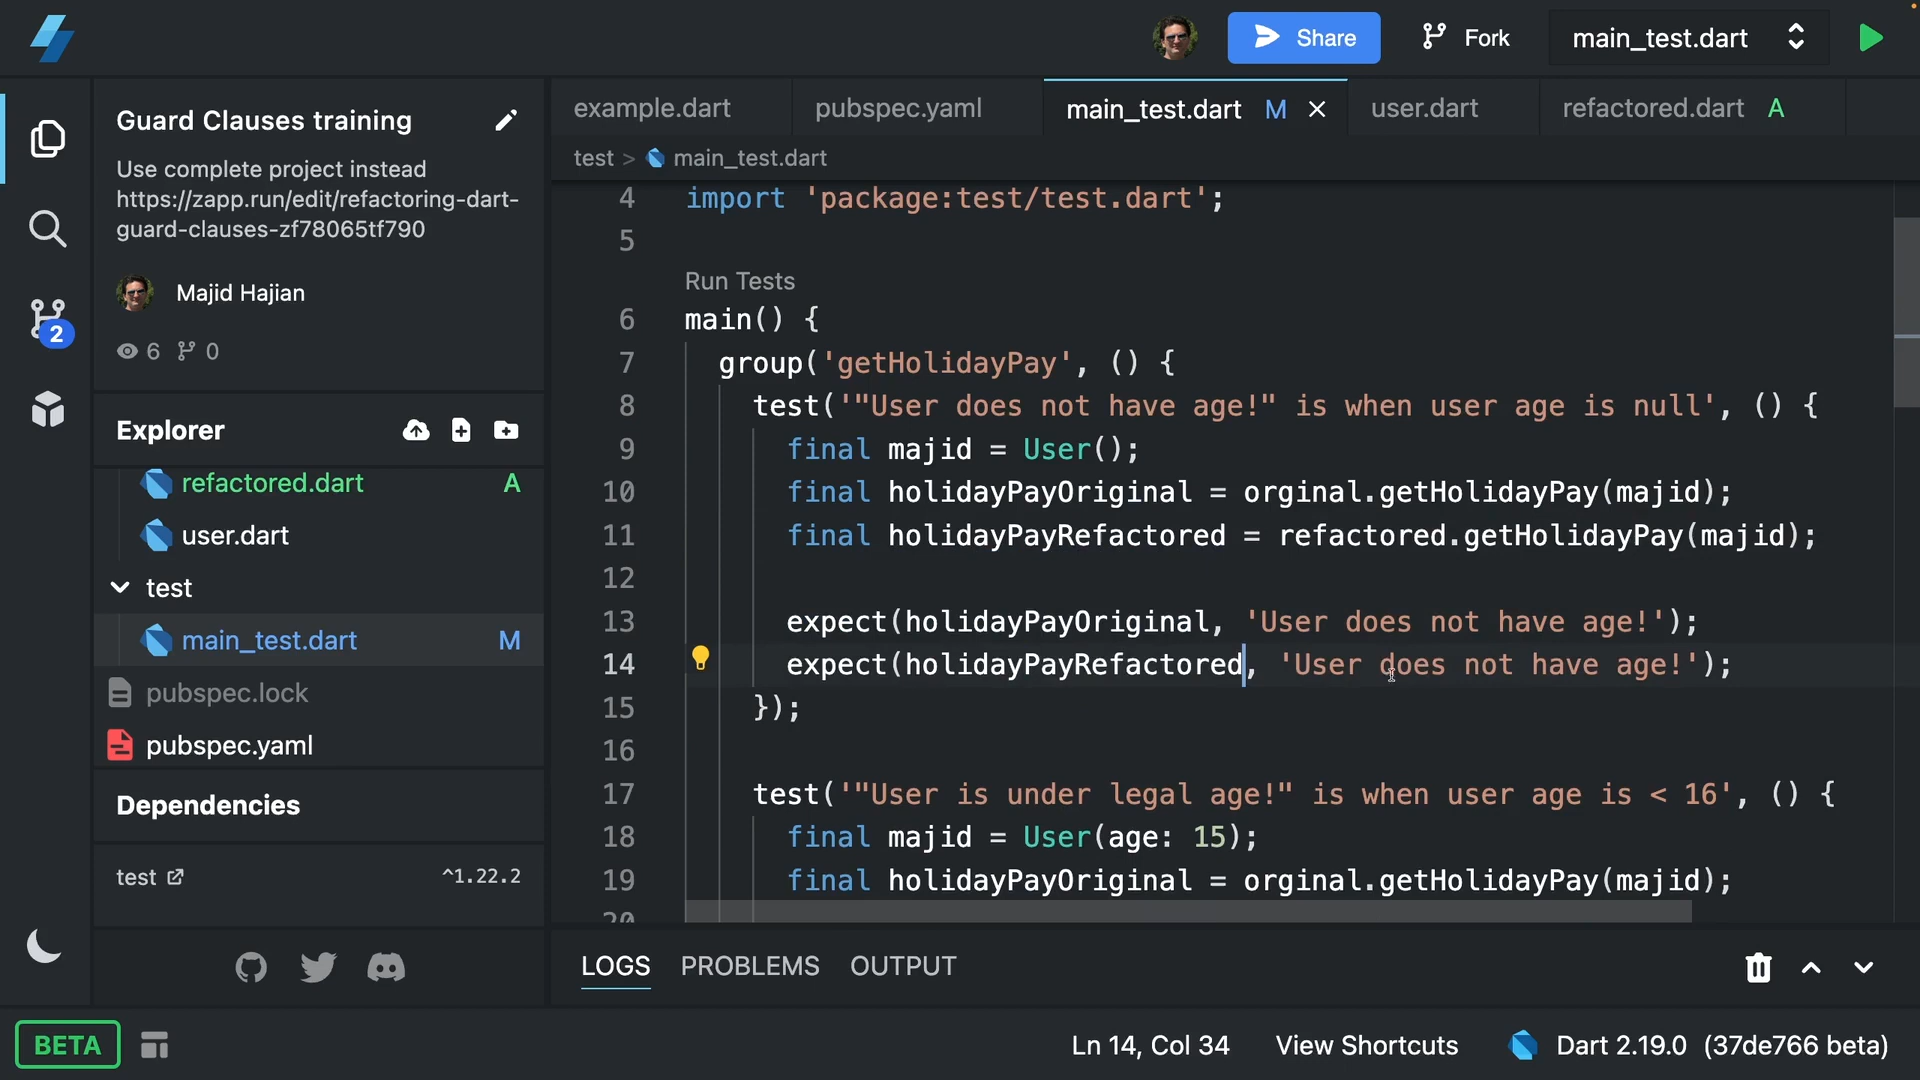 Share
Fork
main_test.dart
Guard Clauses training
Use complete project instead
https://zapp.run/edit/refactoring-dart-
guard-clauses-zf78065tf790
Majid Hajian
6 0
2
Explorer
refactored.dart A
user.dart
test
main_test.dart M
pubspec.lock
pubspec.yaml
Dependencies
test ^1.22.2
BETA
example.dart pubspec.yaml main_test.dart M user.dart refactored.dart A
test > main_test.dart
4 import 'package:test/test.dart';
5
Run Tests
6 main() {
7 group('getHolidayPay', () {
8 test('"User does not have age!" is when user age is null', () {
9 final majid = User();
10 final holidayPayOriginal = orginal.getHolidayPay(majid);
11 final holidayPayRefactored = refactored.getHolidayPay(majid);
12
13 expect(holidayPayOriginal, 'User does not have age!');
14 expect(holidayPayRefactored, 'User does not have age!');
15 });
16
17 test('"User is under legal age!" is when user age is < 16', () {
18 final majid = User(age: 15);
19 final holidayPayOriginal = orginal.getHolidayPay(majid);
20
LOGS PROBLEMS OUTPUT
Ln 14, Col 34 View Shortcuts Dart 2.19.0 (37de766 beta)